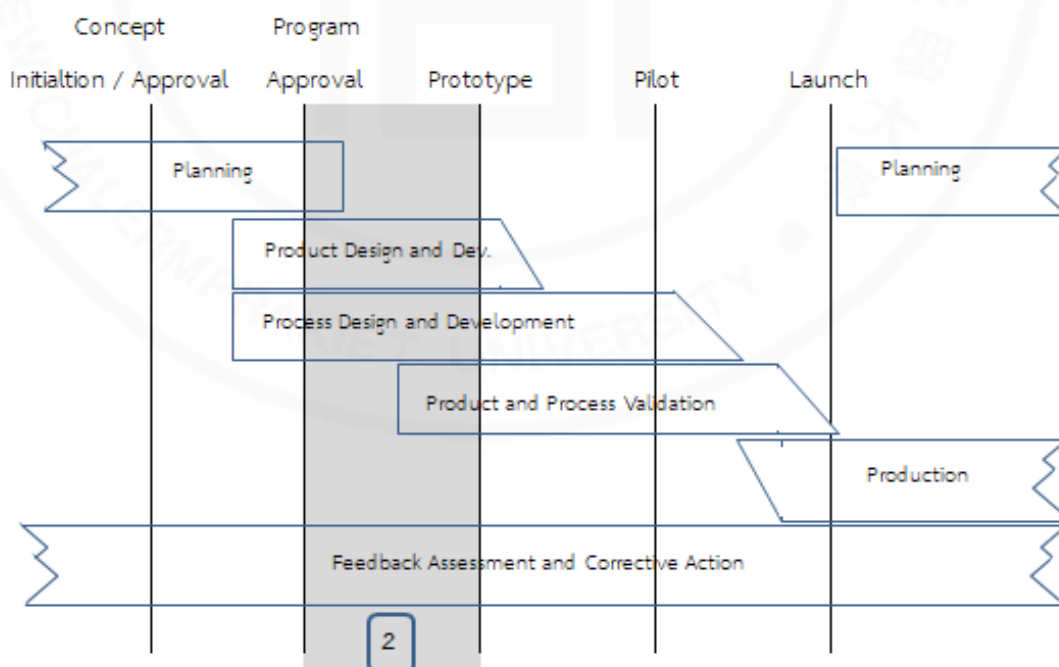 Concept Program
Initialtion / Approval Approval Prototype Pilot Launch
Planning Planning
Product Design and Dev.
Process Design and Development
Product and Process Validation
Production
Feedback Assessment and Corrective Action
2